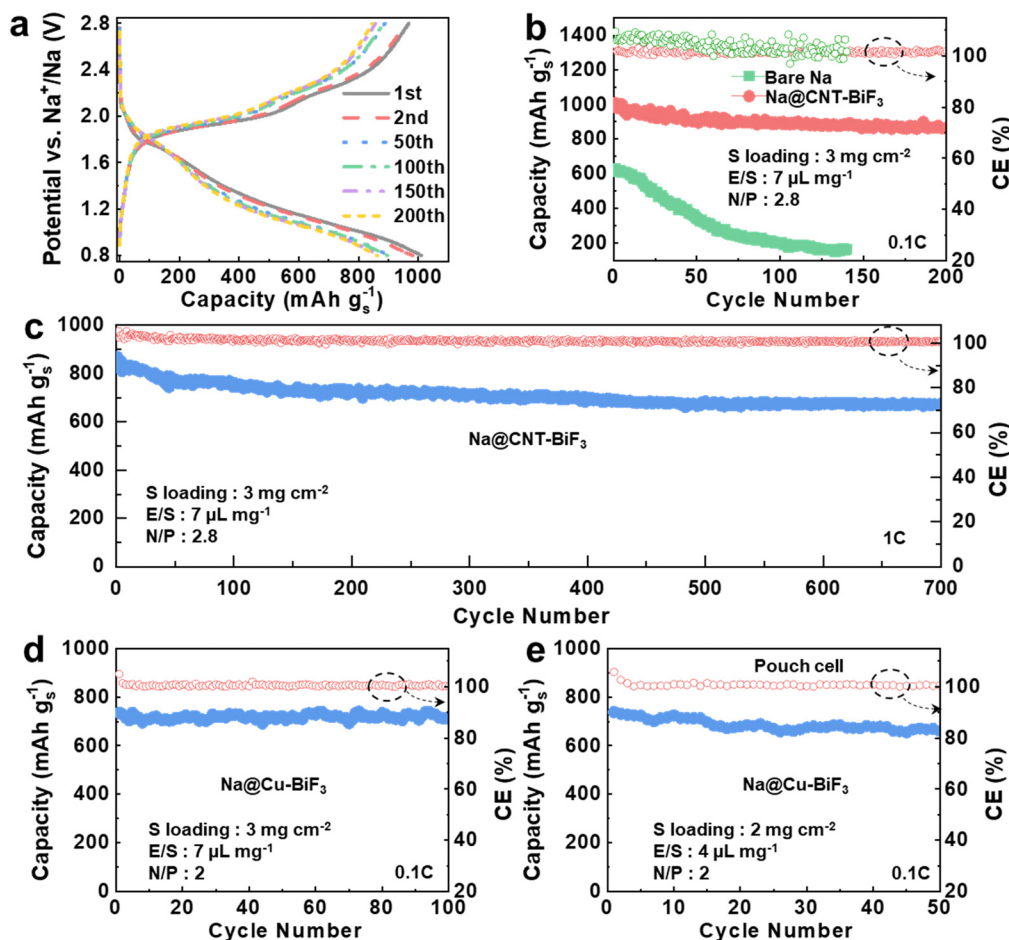 a
Potential vs. Na⁺/Na (V)
2.8
2.4
2.0
1.6
1.2
0.8
1st
2nd
50th
100th
150th
200th
0 200 400 600 800 1000
Capacity (mAh gₛ⁻¹)
b
Capacity (mAh gₛ⁻¹)
1400
1200
1000
800
600
400
200
Bare Na
Na@CNT-BiF₃
S loading : 3 mg cm⁻²
E/S : 7 µL mg⁻¹
N/P : 2.8
0.1C
100
80
60
40
20
CE (%)
0 50 100 150 200
Cycle Number
c
Capacity (mAh gₛ⁻¹)
1000
800
600
400
200
0
Na@CNT-BiF₃
S loading : 3 mg cm⁻²
E/S : 7 µL mg⁻¹
N/P : 2.8
1C
100
80
60
40
20
0
CE (%)
0 100 200 300 400 500 600 700
Cycle Number
d
Capacity (mAh gₛ⁻¹)
1000
800
600
400
200
0
Na@Cu-BiF₃
S loading : 3 mg cm⁻²
E/S : 7 µL mg⁻¹
N/P : 2
0.1C
100
80
60
40
20
CE (%)
0 20 40 60 80 100
Cycle Number
e
Capacity (mAh gₛ⁻¹)
1000
800
600
400
200
0
Pouch cell
Na@Cu-BiF₃
S loading : 2 mg cm⁻²
E/S : 4 µL mg⁻¹
N/P : 2
0.1C
100
80
60
40
20
CE (%)
0 10 20 30 40 50
Cycle Number